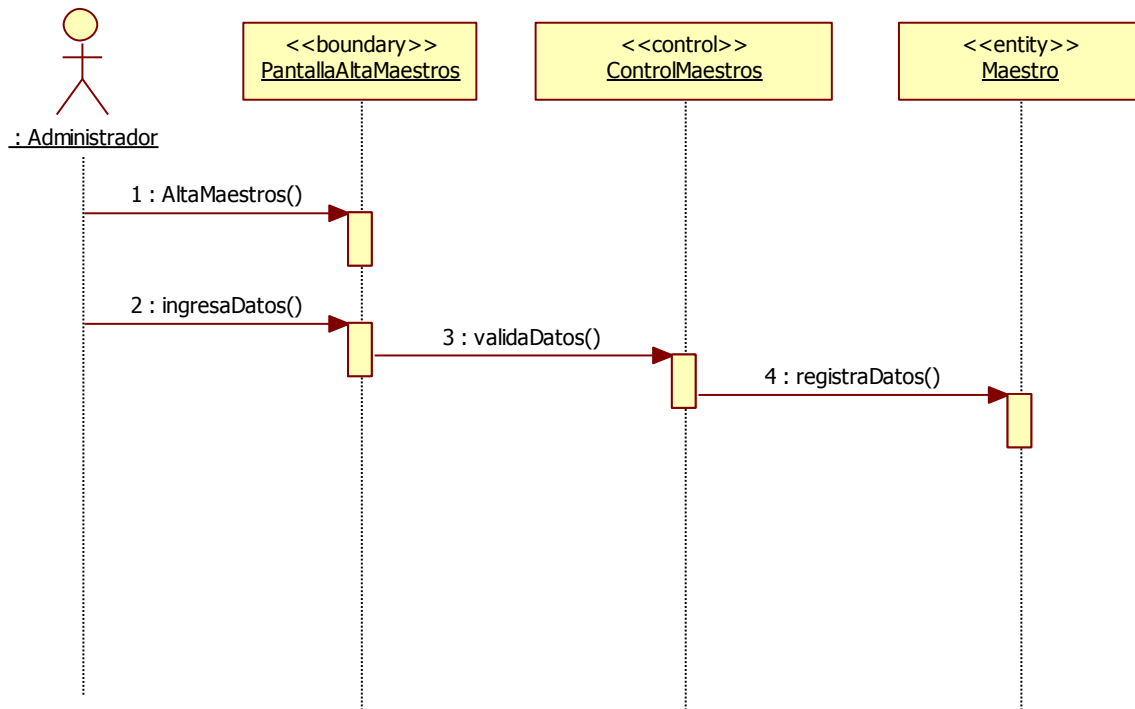 <<boundary>>
PantallaAltaMaestros
<<control>>
ControlMaestros
<<entity>>
Maestro
: Administrador
1 : AltaMaestros()
2 : ingresaDatos()
3 : validaDatos()
4 : registraDatos()